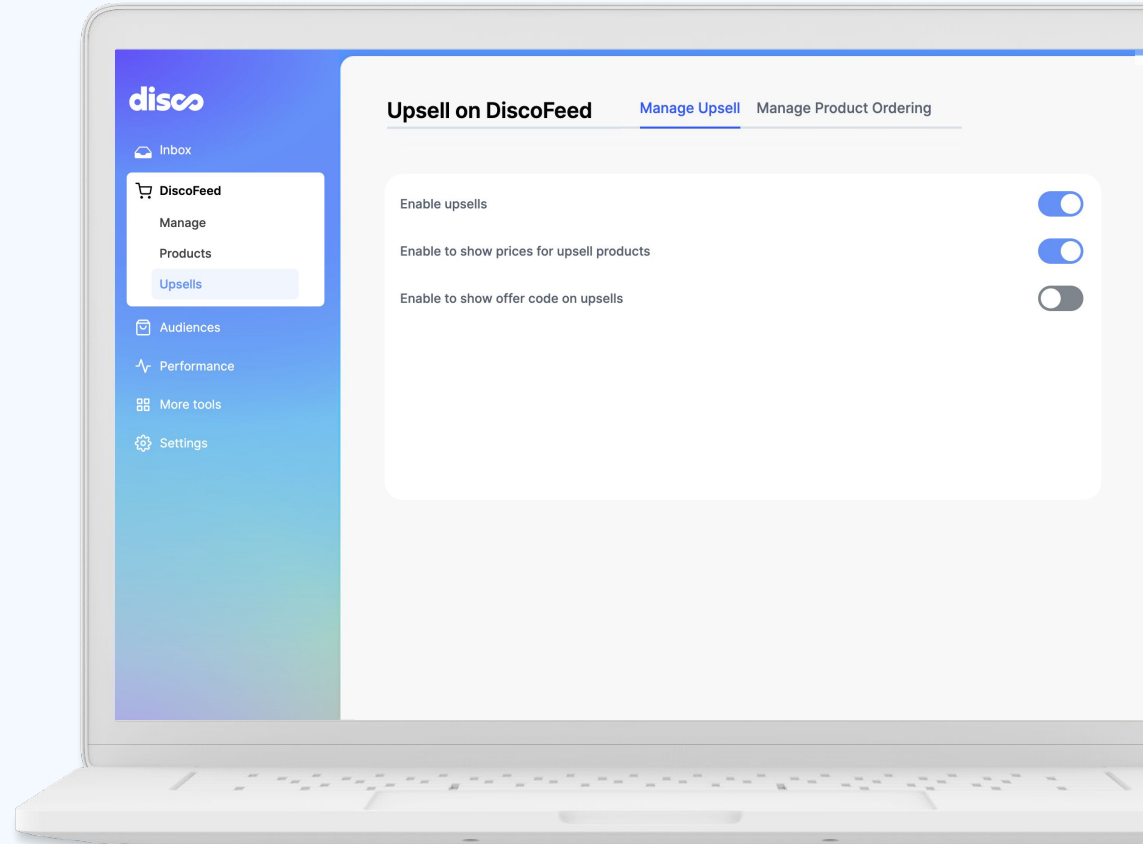 disco
Inbox
DiscoFeed
Manage
Products
Upsells
Audiences
Performance
More tools
Settings
Upsell on DiscoFeed
Manage Upsell
Manage Product Ordering
Enable upsells
Enable to show prices for upsell products
Enable to show offer code on upsells